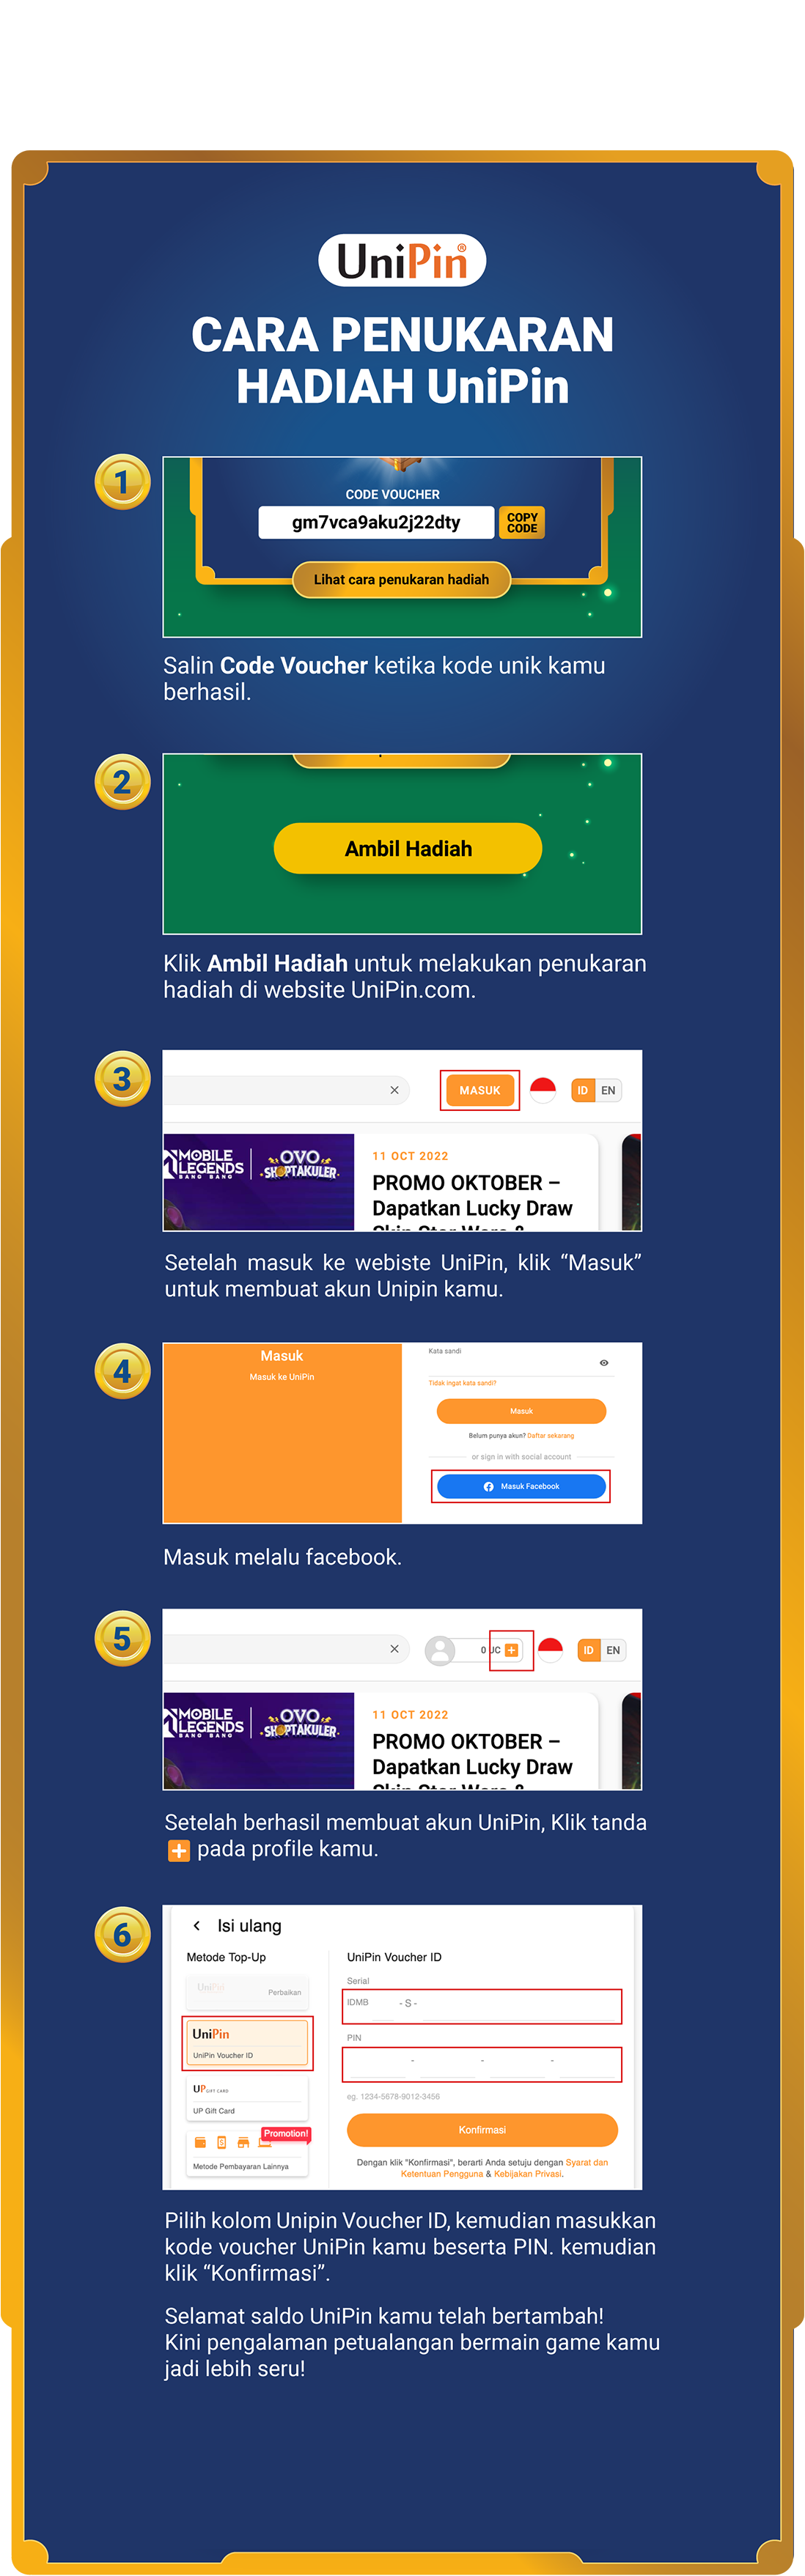 UniPin®
CARA PENUKARAN
HADIAH UniPin
1
CODE VOUCHER
gm7vca9aku2j22dty
COPY
CODE
Lihat cara penukaran hadiah
Salin Code Voucher ketika kode unik kamu
berhasil.
2
Ambil Hadiah
Klik Ambil Hadiah untuk melakukan penukaran
hadiah di website UniPin.com.
3
MASUK
ID EN
MOBILE
LEGENDS
BANG BANG
OVO
SHOPTAKULER
11 OCT 2022
PROMO OKTOBER –
Dapatkan Lucky Draw
Skin Star Wars &
Setelah masuk ke webiste UniPin, klik “Masuk”
untuk membuat akun Unipin kamu.
4
Masuk
Masuk ke UniPin
Kata sandi
Tidak ingat kata sandi?
Masuk
Belum punya akun? Daftar sekarang
or sign in with social account
Masuk Facebook
Masuk melalu facebook.
5
0 UC +
ID EN
MOBILE
LEGENDS
BANG BANG
OVO
SHOPTAKULER
11 OCT 2022
PROMO OKTOBER –
Dapatkan Lucky Draw
Skin Star Wars &
Setelah berhasil membuat akun UniPin, Klik tanda
+ pada profile kamu.
6
< Isi ulang
Metode Top-Up
UniPin
Perbaikan
UniPin
UniPin Voucher ID
UP GIFT CARD
UP Gift Card
Promotion!
Metode Pembayaran Lainnya
UniPin Voucher ID
Serial
IDMB - S -
PIN
- - -
eg. 1234-5678-9012-3456
Konfirmasi
Dengan klik "Konfirmasi", berarti Anda setuju dengan Syarat dan
Ketentuan Pengguna & Kebijakan Privasi.
Pilih kolom Unipin Voucher ID, kemudian masukkan
kode voucher UniPin kamu beserta PIN. kemudian
klik “Konfirmasi”.
Selamat saldo UniPin kamu telah bertambah!
Kini pengalaman petualangan bermain game kamu
jadi lebih seru!